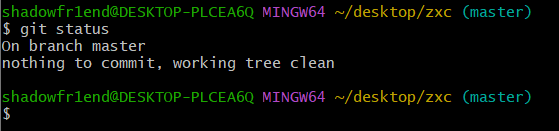 shadowfr1end@DESKTOP-PLCEA6Q MINGW64 ~/desktop/zxc (master)
$ git status
On branch master
nothing to commit, working tree clean
shadowfr1end@DESKTOP-PLCEA6Q MINGW64 ~/desktop/zxc (master)
$